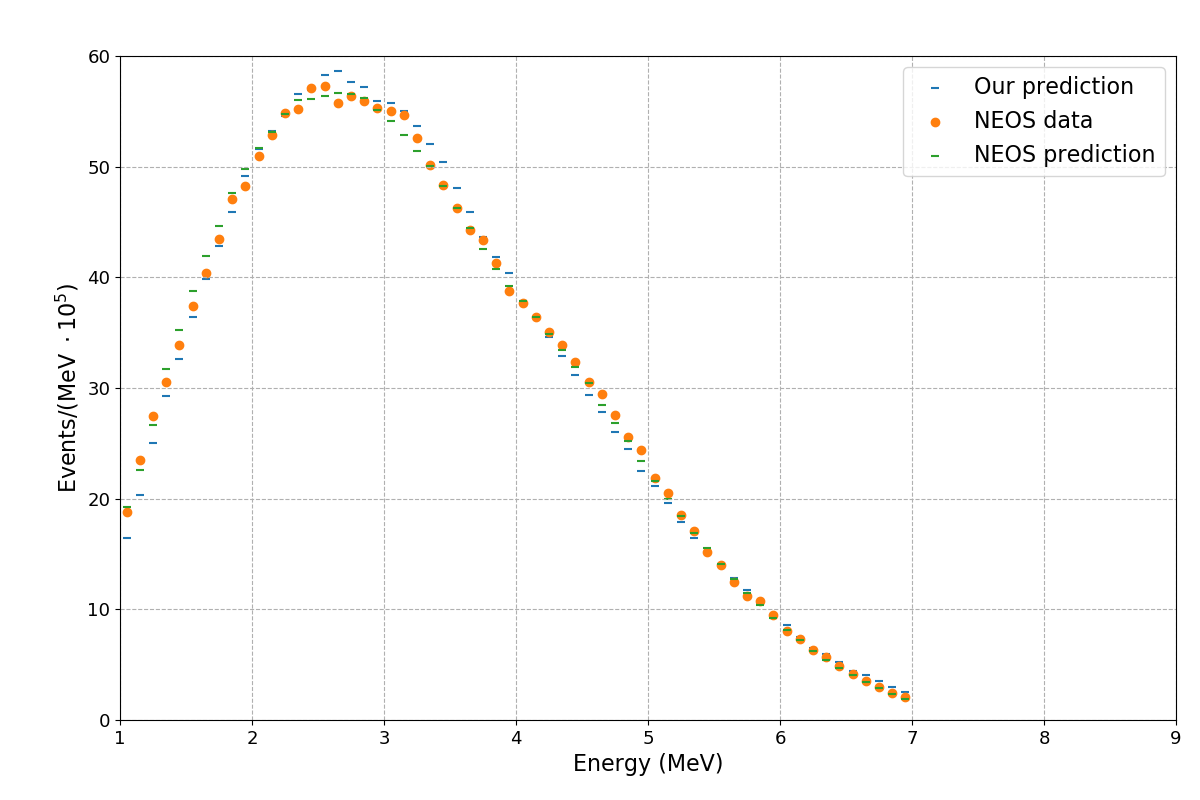 Our prediction
NEOS data
NEOS prediction
60
50
40
30
20
10
0
Events/(MeV · 10⁵)
1 2 3 4 5 6 7 8 9
Energy (MeV)